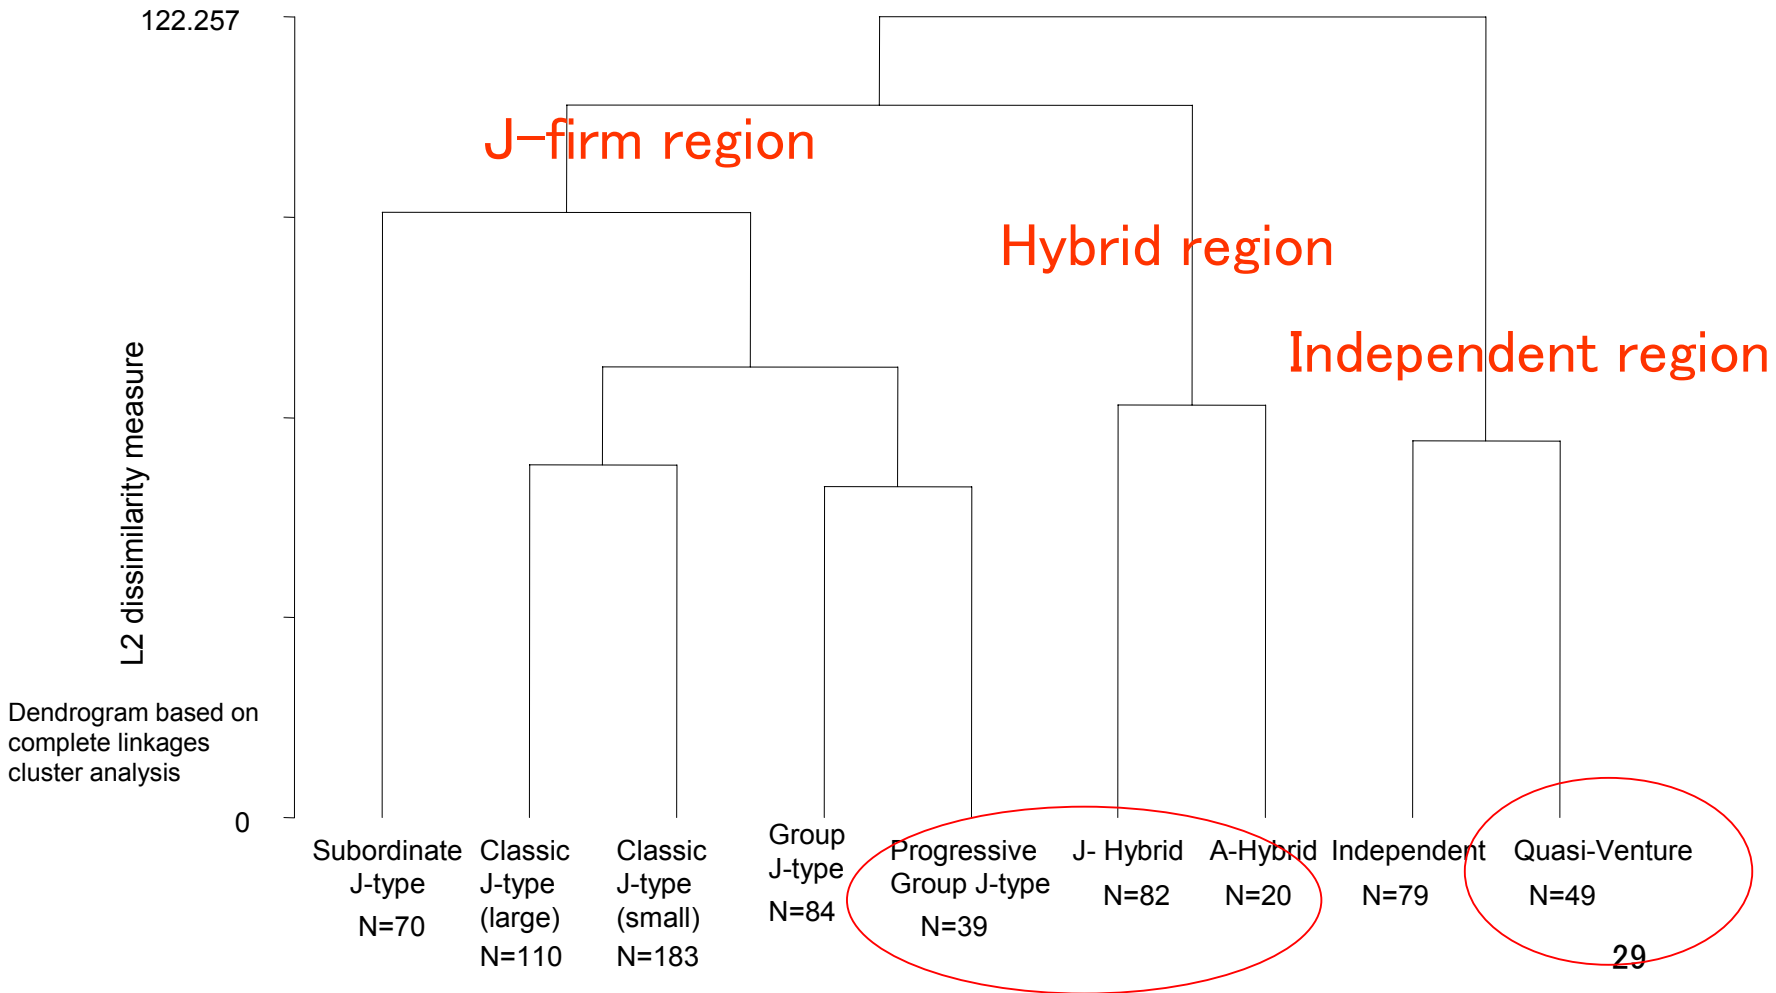 122.257
J-firm region
Hybrid region
Independent region
L2 dissimilarity measure
Dendrogram based on
complete linkages
cluster analysis
0
Subordinate
J-type
N=70
Classic
J-type
(large)
N=110
Classic
J-type
(small)
N=183
Group
J-type
N=84
Progressive
Group J-type
N=39
J- Hybrid
N=82
A-Hybrid
N=20
Independent
N=79
Quasi-Venture
N=49
29